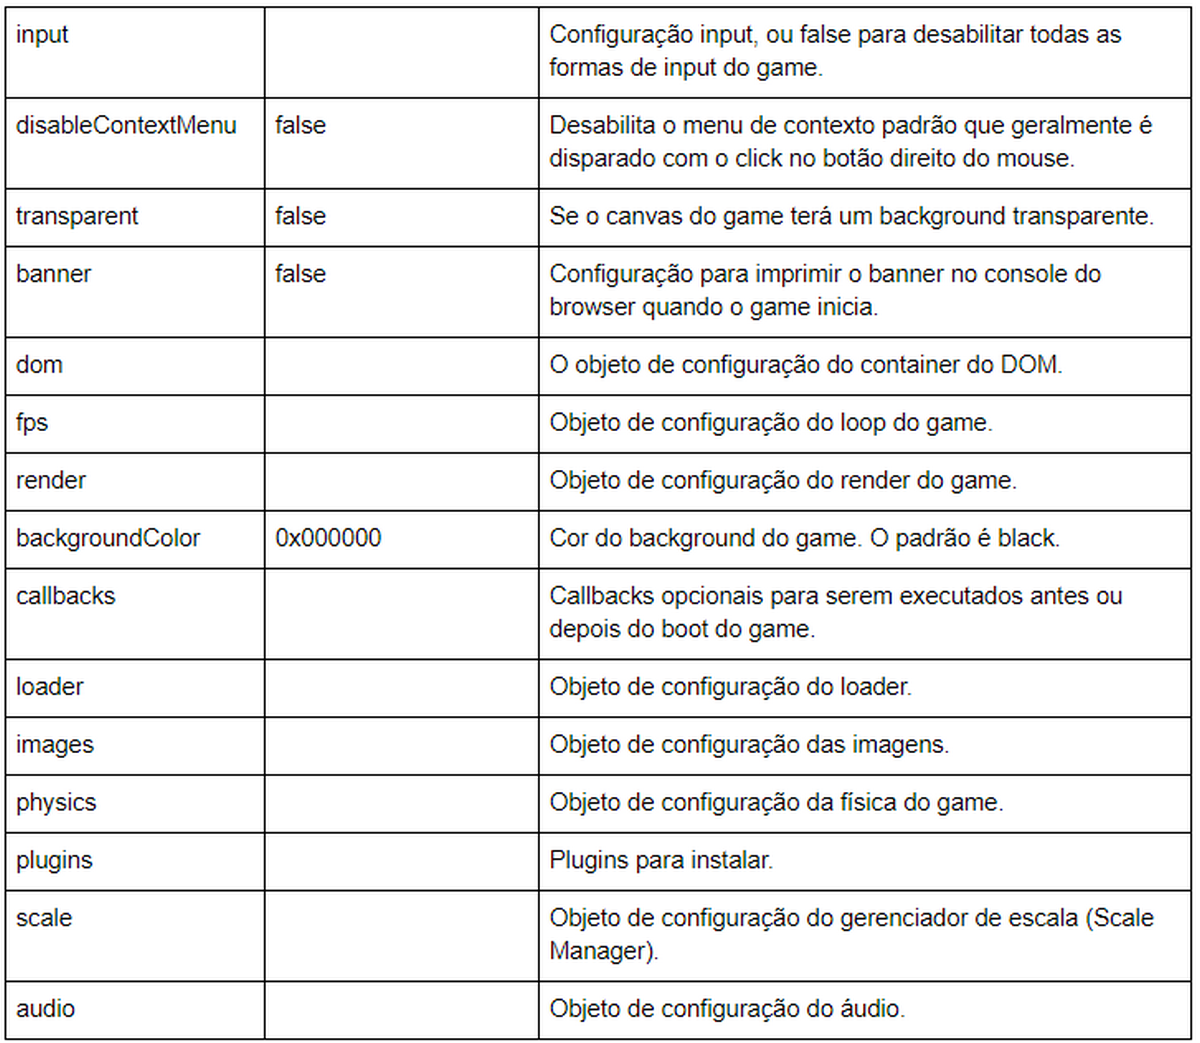 input
Configuração input, ou false para desabilitar todas as
formas de input do game.
disableContextMenu
false
Desabilita o menu de contexto padrão que geralmente é
disparado com o click no botão direito do mouse.
transparent
false
Se o canvas do game terá um background transparente.
banner
false
Configuração para imprimir o banner no console do
browser quando o game inicia.
dom
O objeto de configuração do container do DOM.
fps
Objeto de configuração do loop do game.
render
Objeto de configuração do render do game.
backgroundColor
0x000000
Cor do background do game. O padrão é black.
callbacks
Callbacks opcionais para serem executados antes ou
depois do boot do game.
loader
Objeto de configuração do loader.
images
Objeto de configuração das imagens.
physics
Objeto de configuração da física do game.
plugins
Plugins para instalar.
scale
Objeto de configuração do gerenciador de escala (Scale
Manager).
audio
Objeto de configuração do áudio.